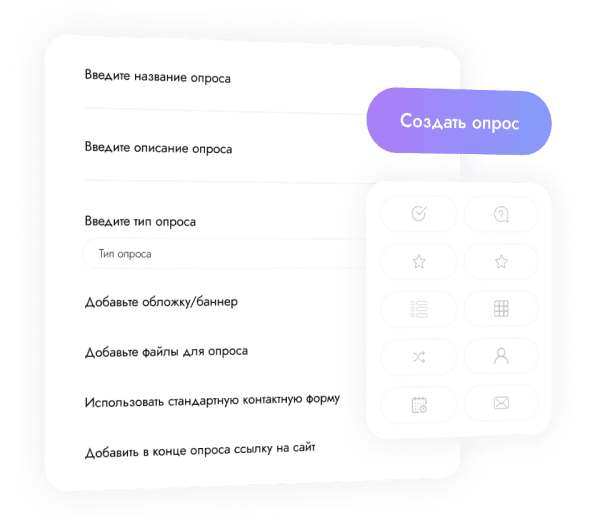 Введите название опроса
Создать опрос
Введите описание опроса
Введите тип опроса
Тип опроса
Добавьте обложку/баннер
Добавьте файлы для опроса
Использовать стандартную контактную форму
Добавить в конце опроса ссылку на сайт